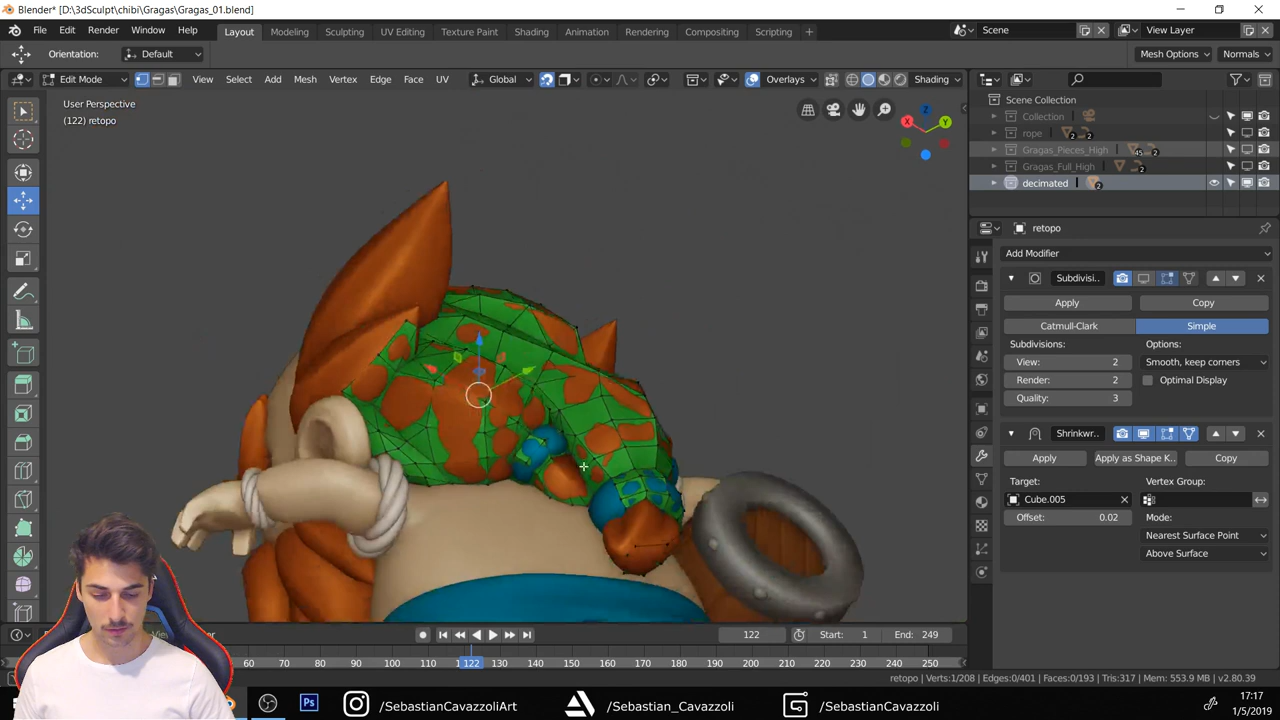 Blender* [D:\3dSculpt\chibi\Gragas\Gragas_01.blend]
File Edit Render Window Help Layout Modeling Sculpting UV Editing Texture Paint Shading Animation Rendering Compositing Scripting Scene View Layer
Orientation: Default Mesh Options Normals
Edit Mode View Select Add Mesh Vertex Edge Face UV Global Overlays Shading
User Perspective
(122) retopo
X Y Z
Scene Collection
Collection
rope 2 2
Gragas_Pieces_High 45 2
Gragas_Full_High 2
decimated 2
retopo
Add Modifier
Subdivisi..
Apply Copy
Catmull-Clark Simple
Subdivisions: Options:
View: 2 Smooth, keep corners
Render: 2 Optimal Display
Quality: 3
Shrinkwr..
Apply Apply as Shape K.. Copy
Target: Vertex Group:
Cube.005
Offset: 0.02 Mode:
Nearest Surface Point
Above Surface
122 Start: 1 End: 249
60 70 80 90 100 110 122 130 140 150 160 170 180 190 200 210 220 230 240 250
retopo | Verts:1/208 | Edges:0/401 | Faces:0/193 | Tris:317 | Mem: 553.9 MB | v2.80.39
Ps /SebastianCavazzoliArt /Sebastian_Cavazzoli /SebastianCavazzoli
17:17
1/5/2019